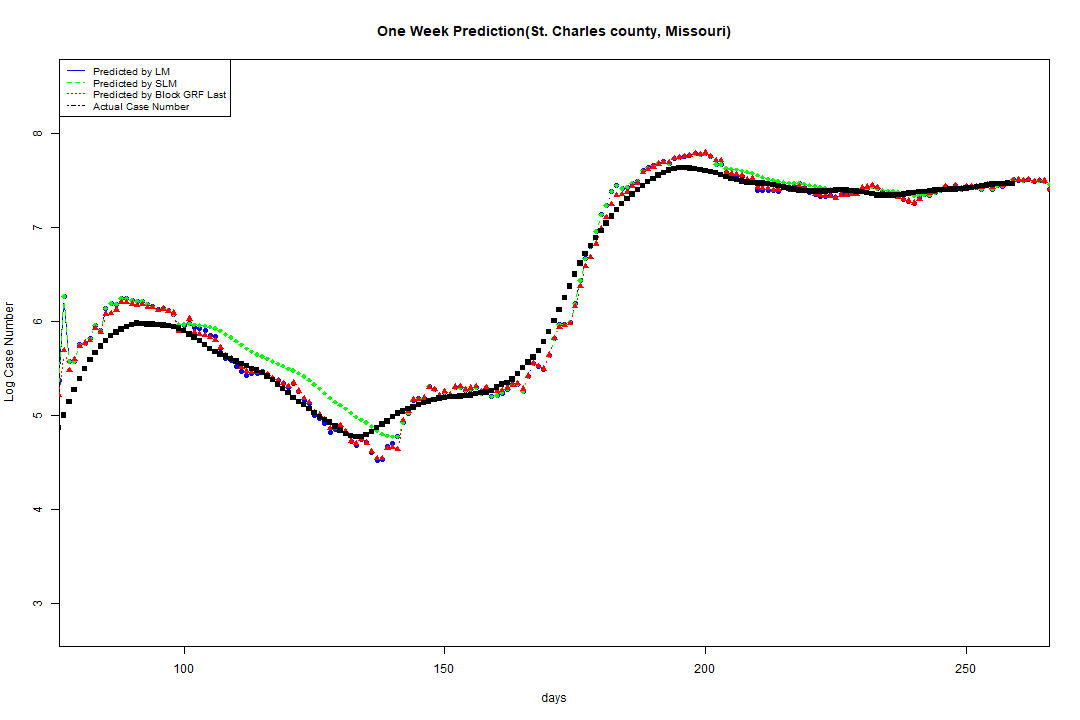 One Week Prediction(St. Charles county, Missouri)
Predicted by LM
Predicted by SLM
Predicted by Block GRF Last
Actual Case Number
8
7
6
5
4
3
Log Case Number
100 150 200 250
days